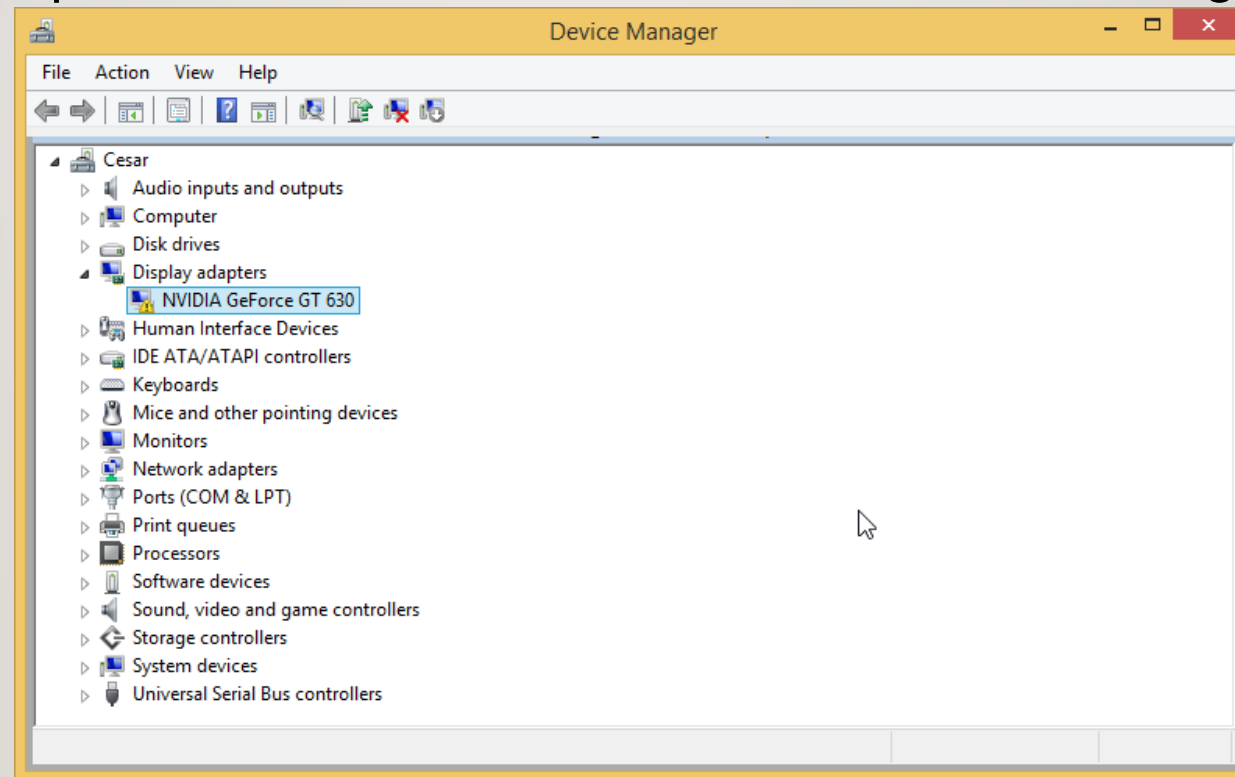 Device Manager
File Action View Help
Cesar
Audio inputs and outputs
Computer
Disk drives
Display adapters
NVIDIA GeForce GT 630
Human Interface Devices
IDE ATA/ATAPI controllers
Keyboards
Mice and other pointing devices
Monitors
Network adapters
Ports (COM & LPT)
Print queues
Processors
Software devices
Sound, video and game controllers
Storage controllers
System devices
Universal Serial Bus controllers